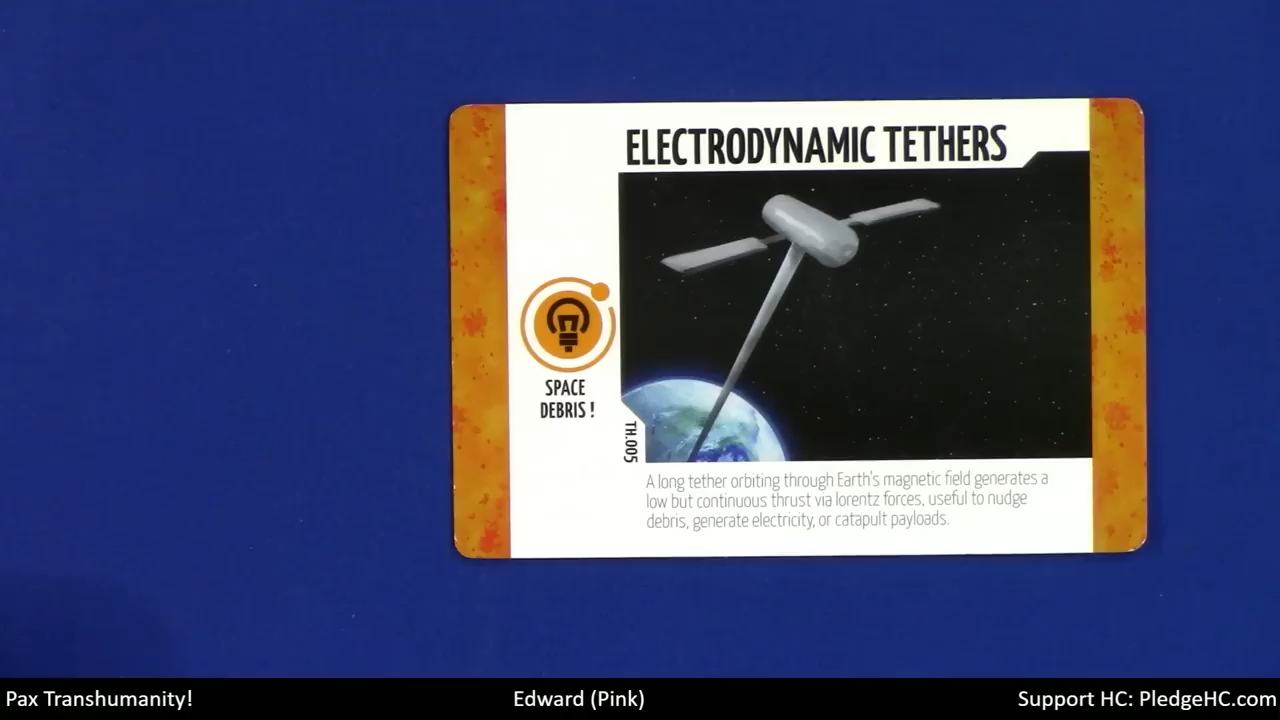 ELECTRODYNAMIC TETHERS
SPACE
DEBRIS !
TH.005
A long tether orbiting through Earth's magnetic field generates a
low but continuous thrust via lorentz forces, useful to nudge
debris, generate electricity, or catapult payloads.
Pax Transhumanity!
Edward (Pink)
Support HC: PledgeHC.com